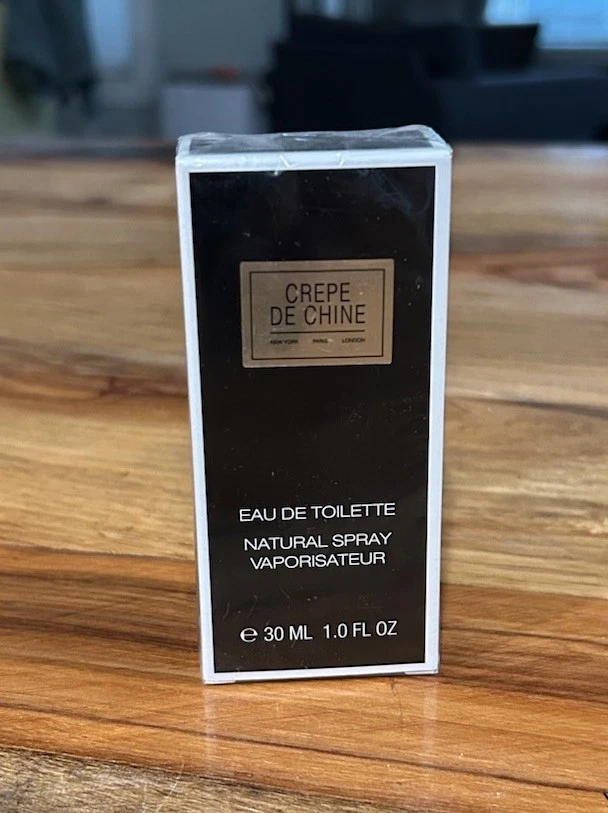 CREPE
DE CHINE
NEW YORK PARIS LONDON
EAU DE TOILETTE
NATURAL SPRAY
VAPORISATEUR
℮ 30 ML 1.0 FL OZ